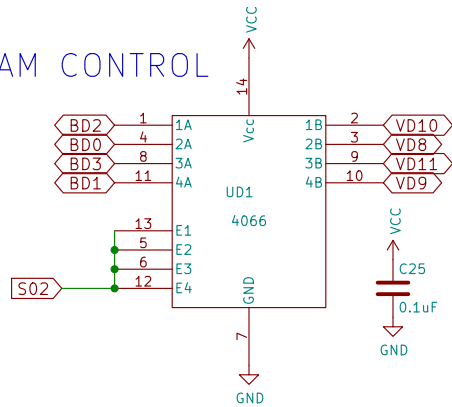 VCC
AM CONTROL
14
BD2 1 1A Vcc 1B 2 VD10
BD0 4 2A 2B 3 VD8
BD3 8 3A 3B 9 VD11
BD1 11 4A 4B 10 VD9
UD1
4066
13 E1
5 E2
6 E3
S02 12 E4
GND
7
GND
VCC
C25
0.1uF
GND